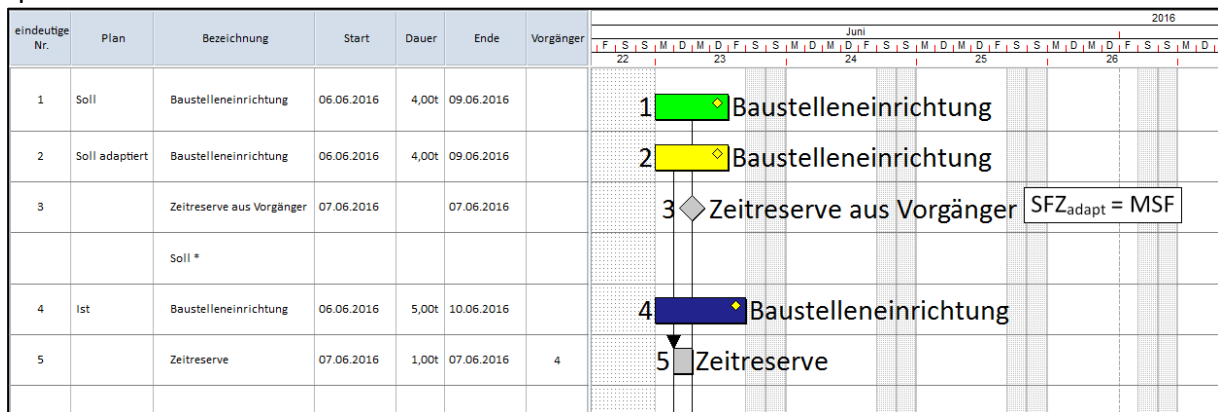 eindeutige Nr. Plan Bezeichnung Start Dauer Ende Vorgänger
2016
Juni
F S S M D M D F S S M D M D F S S M D M D F S S M D M D F S S M D
22 23 24 25 26
1 Soll Baustelleneinrichtung 06.06.2016 4,00t 09.06.2016
1 Baustelleneinrichtung
2 Soll adaptiert Baustelleneinrichtung 06.06.2016 4,00t 09.06.2016
2 Baustelleneinrichtung
3 Zeitreserve aus Vorgänger 07.06.2016 07.06.2016
3 Zeitreserve aus Vorgänger SFZadapt = MSF
Soll *
4 Ist Baustelleneinrichtung 06.06.2016 5,00t 10.06.2016
4 Baustelleneinrichtung
5 Zeitreserve 07.06.2016 1,00t 07.06.2016 4
5 Zeitreserve